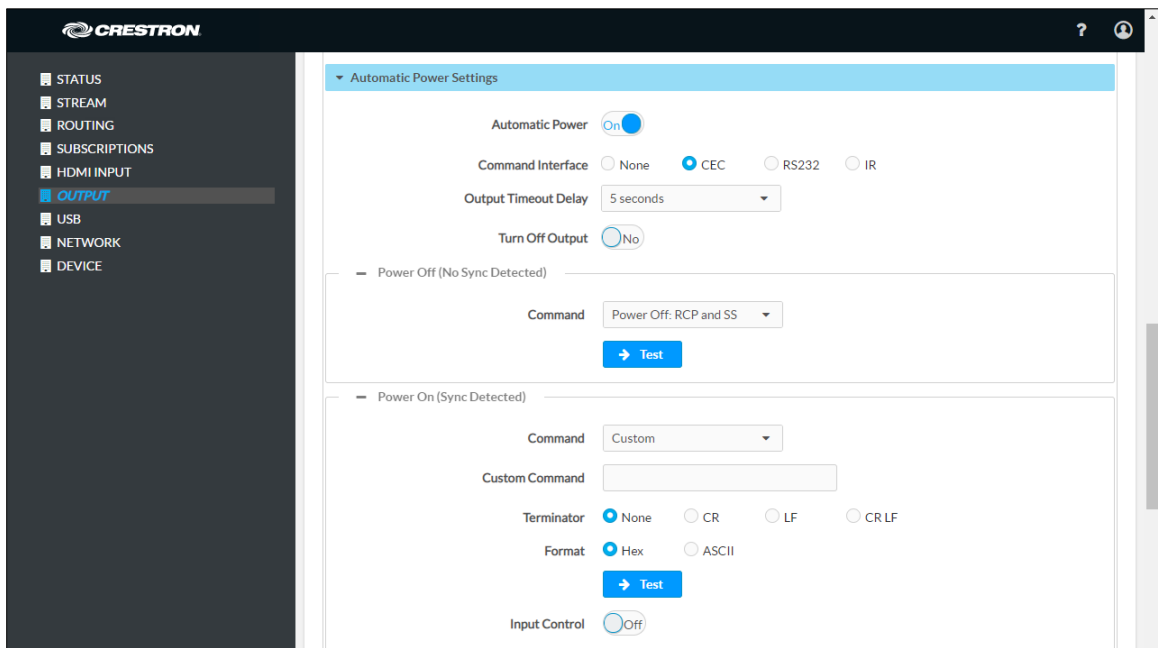 CRESTRON.
?
STATUS
STREAM
ROUTING
SUBSCRIPTIONS
HDMI INPUT
OUTPUT
USB
NETWORK
DEVICE
Automatic Power Settings
Automatic Power On
Command Interface None CEC RS232 IR
Output Timeout Delay 5 seconds
Turn Off Output No
Power Off (No Sync Detected)
Command Power Off: RCP and SS
Test
Power On (Sync Detected)
Command Custom
Custom Command
Terminator None CR LF CR LF
Format Hex ASCII
Test
Input Control Off